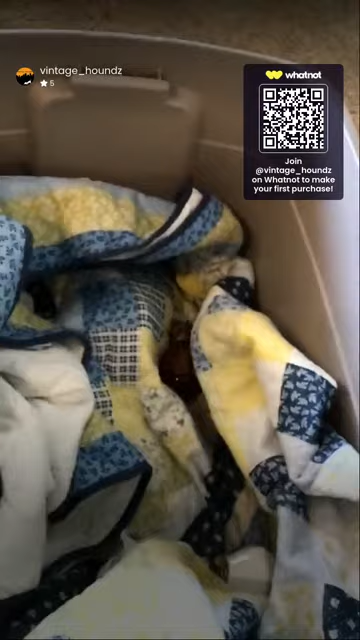 vintage_houndz
★ 5
whatnot
Join
@vintage_houndz
on Whatnot to make
your first purchase!